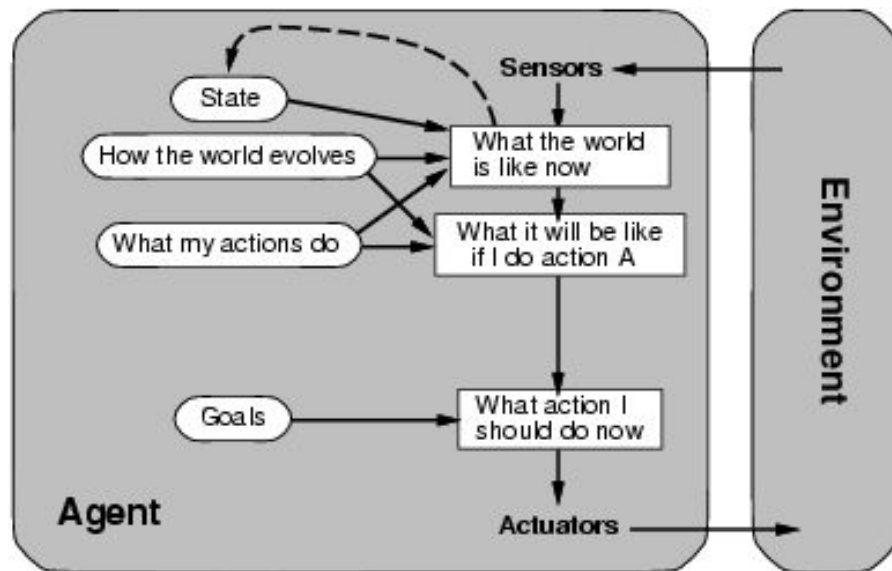 Sensors
State
What the world
is like now
How the world evolves
What my actions do
What it will be like
if I do action A
Goals
What action I
should do now
Agent
Actuators
Environment